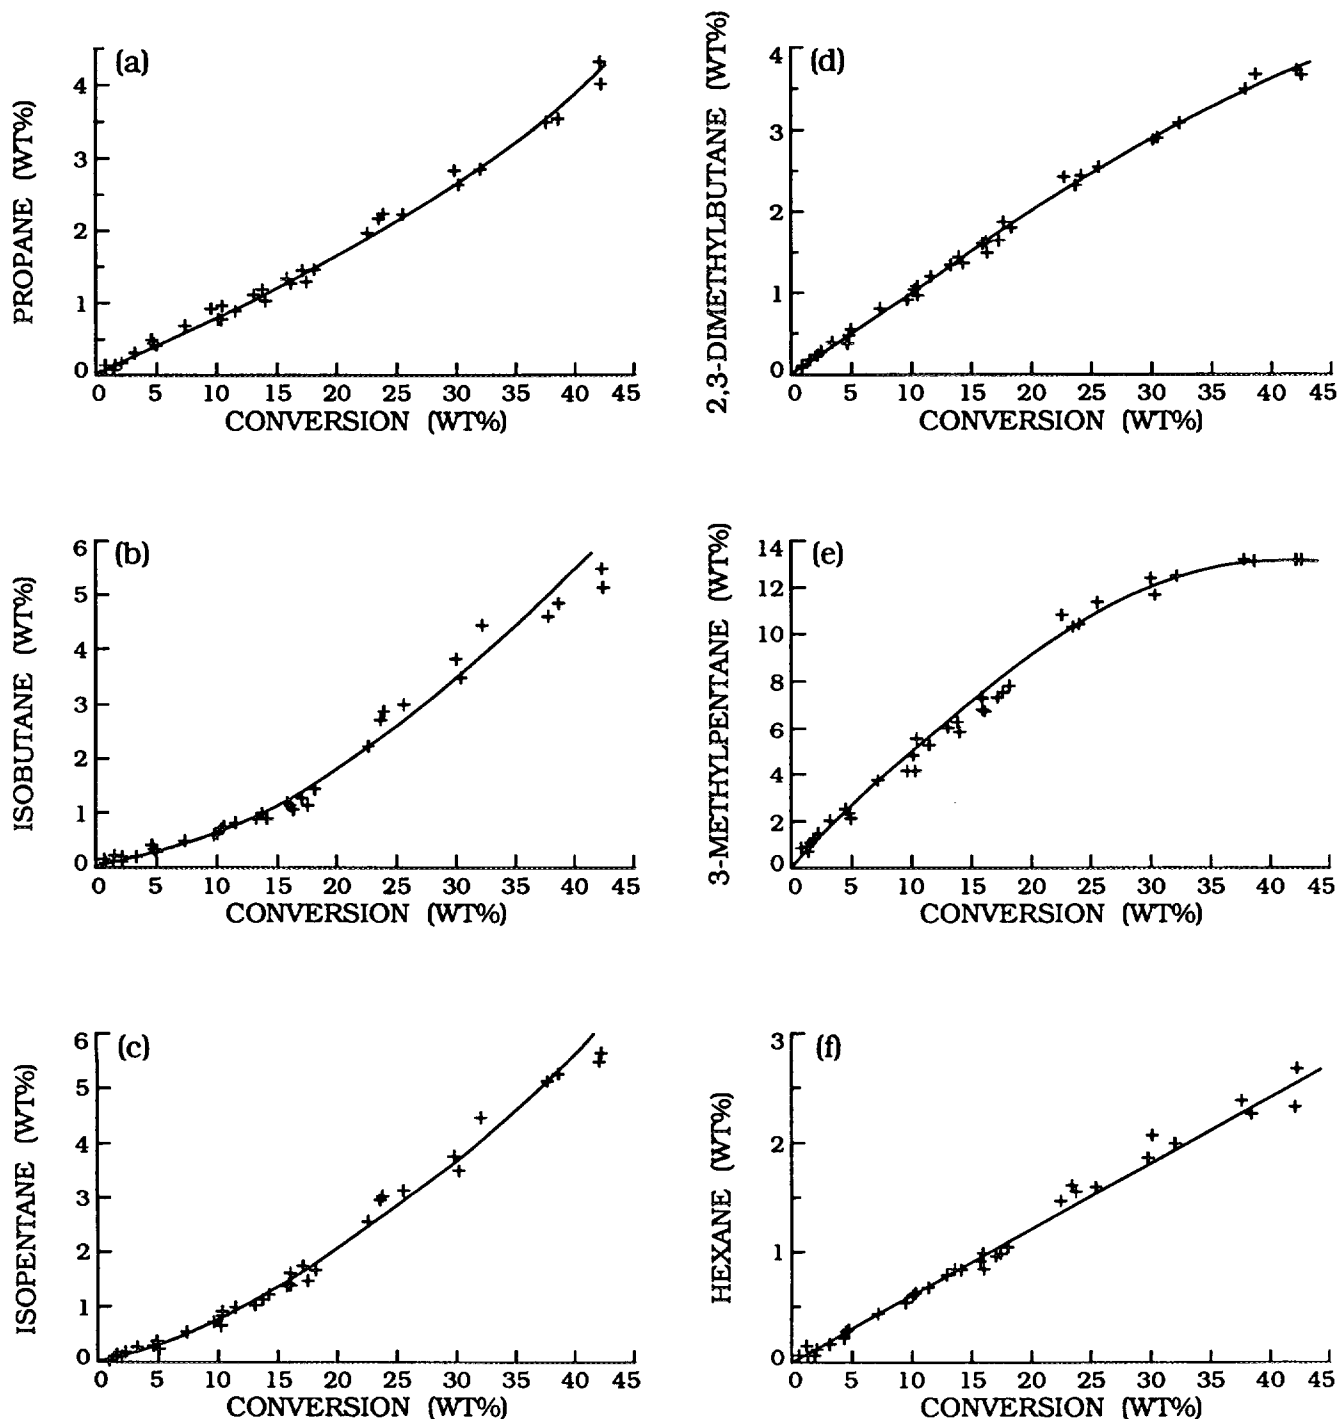 (a)
PROPANE (WT%)
4
3
2
1
0
0 5 10 15 20 25 30 35 40 45
CONVERSION (WT%)
(d)
2,3-DIMETHYLBUTANE (WT%)
4
3
2
1
0
0 5 10 15 20 25 30 35 40 45
CONVERSION (WT%)
(b)
ISOBUTANE (WT%)
6
5
4
3
2
1
0
0 5 10 15 20 25 30 35 40 45
CONVERSION (WT%)
(e)
3-METHYLPENTANE (WT%)
14
12
10
8
6
4
2
0
0 5 10 15 20 25 30 35 40 45
CONVERSION (WT%)
(c)
ISOPENTANE (WT%)
6
5
4
3
2
1
0
0 5 10 15 20 25 30 35 40 45
CONVERSION (WT%)
(f)
HEXANE (WT%)
3
2
1
0
0 5 10 15 20 25 30 35 40 45
CONVERSION (WT%)